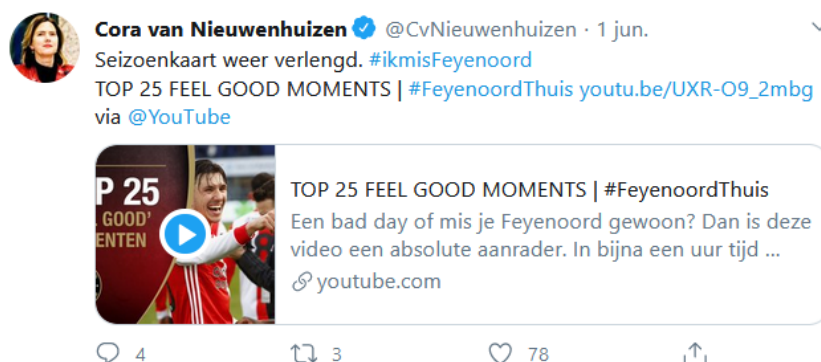 Cora van Nieuwenhuizen @CvNieuwenhuizen · 1 jun.
Seizoenkaart weer verlengd. #ikmisFeyenoord
TOP 25 FEEL GOOD MOMENTS | #FeyenoordThuis youtu.be/UXR-O9_2mbg
via @YouTube
P 25
GOOD'
ENTEN
TOP 25 FEEL GOOD MOMENTS | #FeyenoordThuis
Een bad day of mis je Feyenoord gewoon? Dan is deze
video een absolute aanrader. In bijna een uur tijd ...
youtube.com
4 3 78